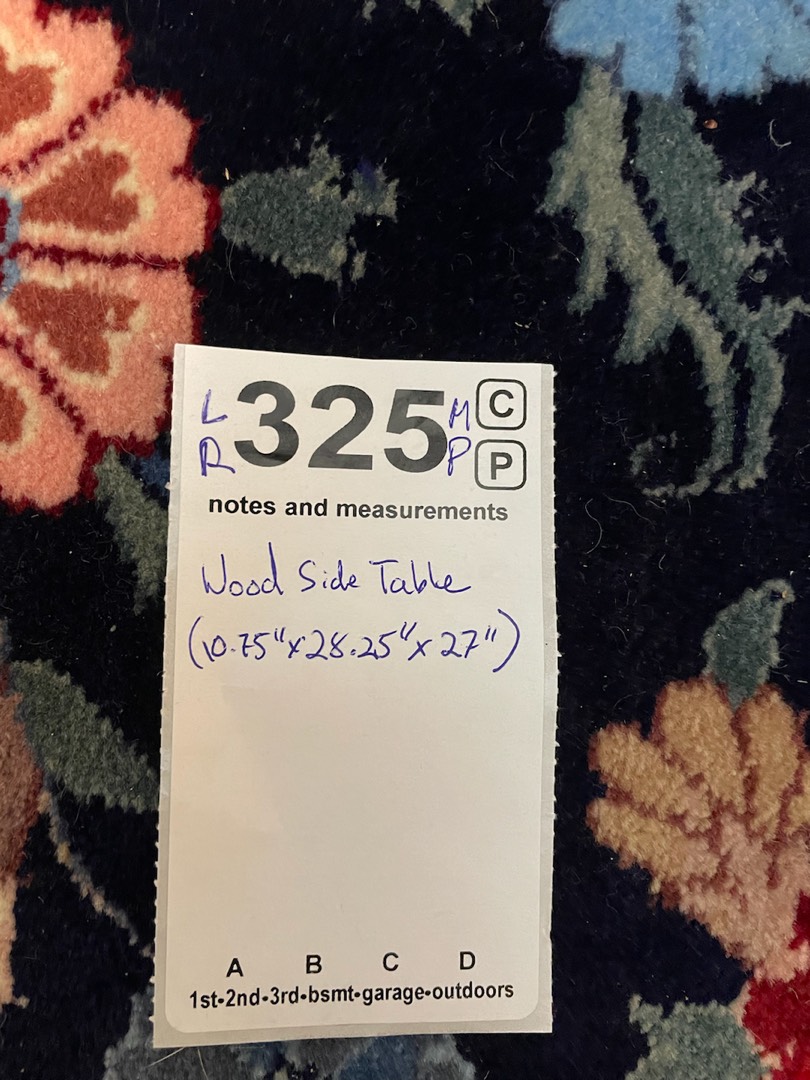 L 325 M C
R P P
notes and measurements
Wood Side Table
(10.75"x28.25"x27")
A B C D
1st-2nd-3rd-bsmt-garage-outdoors